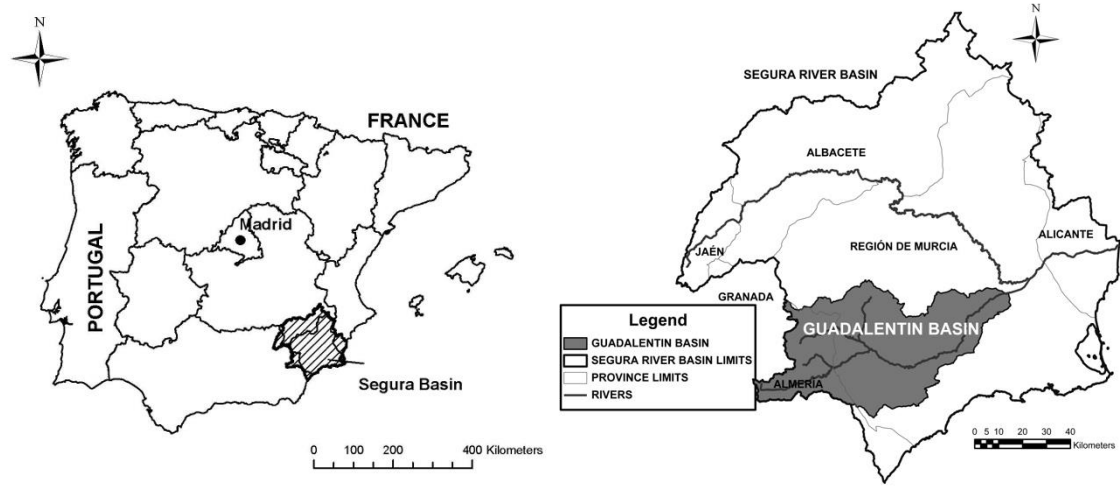 N
FRANCE
Madrid
PORTUGAL
Segura Basin
0 100 200 400
Kilometers
N
SEGURA RIVER BASIN
ALBACETE
ALICANTE
REGIÓN DE MURCIA
JAÉN
GRANADA
GUADALENTIN BASIN
ALMERÍA
Legend
GUADALENTIN BASIN
SEGURA RIVER BASIN LIMITS
PROVINCE LIMITS
RIVERS
0 5 10 20 30 40
Kilometers